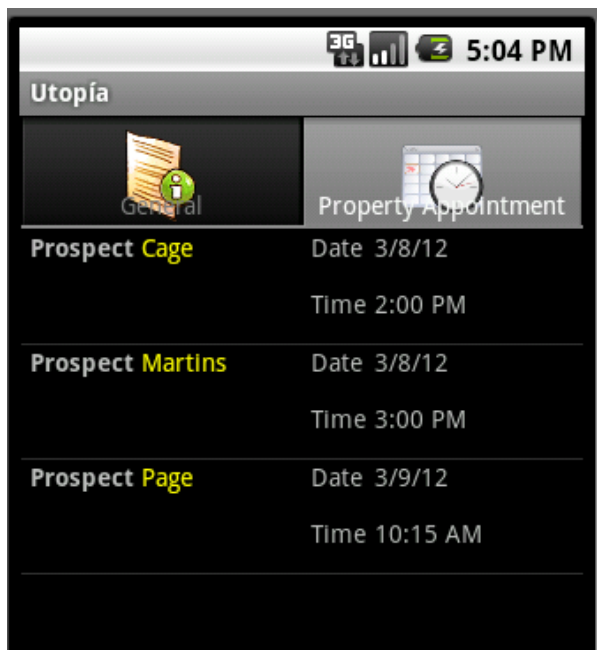 3G 5:04 PM
Utopía
General Property Appointment
Prospect Cage Date 3/8/12
Time 2:00 PM
Prospect Martins Date 3/8/12
Time 3:00 PM
Prospect Page Date 3/9/12
Time 10:15 AM